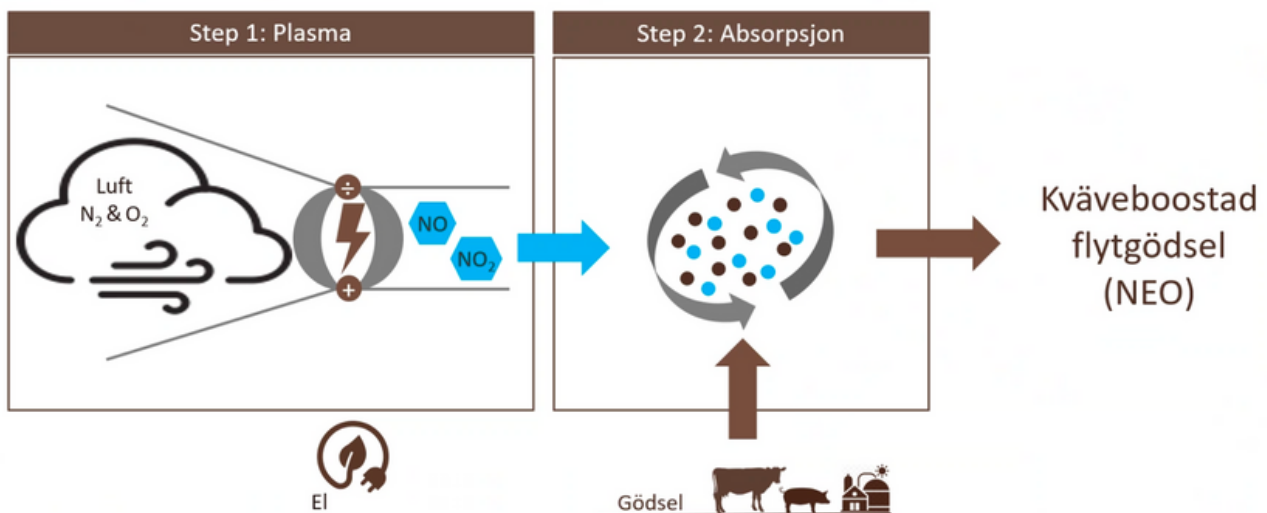 Step 1: Plasma
Step 2: Absorpsjon
Luft
N₂ & O₂
÷
+
NO
NO₂
Kväveboostad
flytgödsel
(NEO)
El
Gödsel